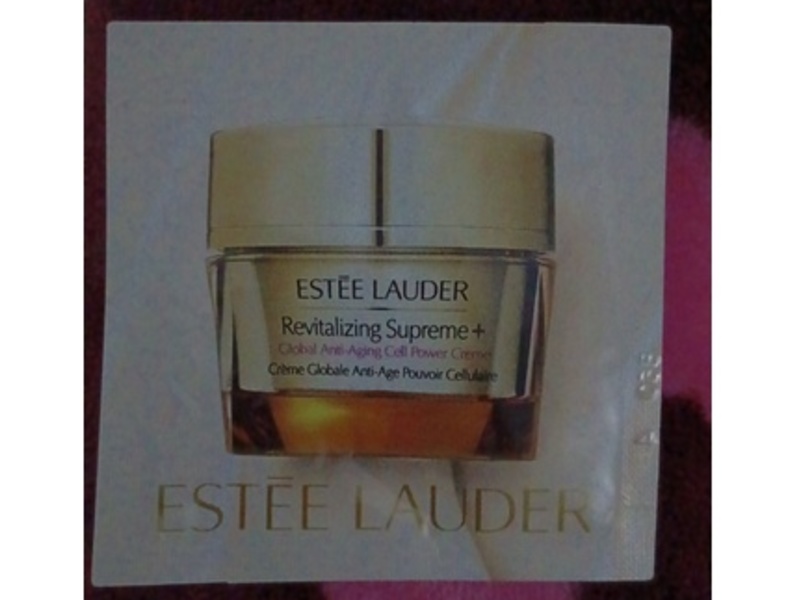 ESTĒE LAUDER
Revitalizing Supreme+
Global Anti-Aging Cell Power Creme
Crème Globale Anti-Age Pouvoir Cellulaire
ESTĒE LAUDER